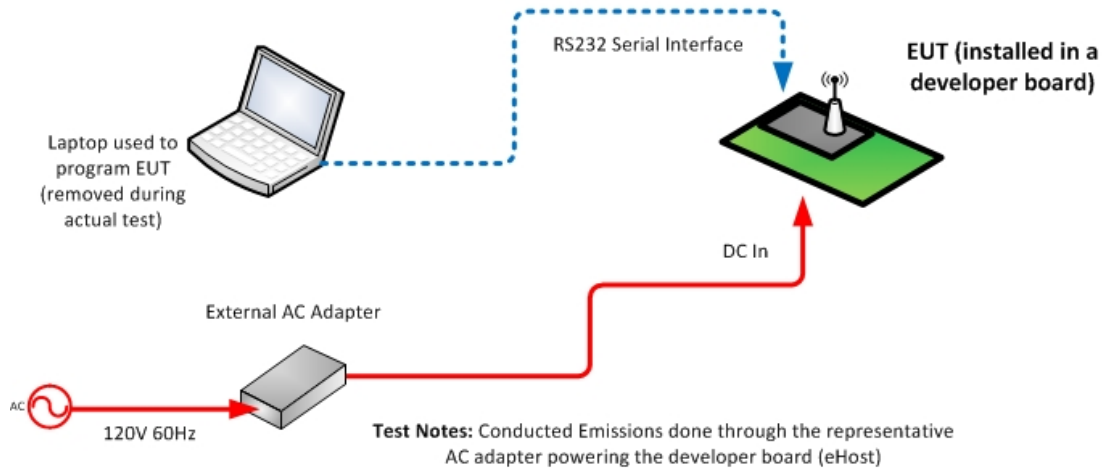 RS232 Serial Interface
EUT (installed in a
developer board)
Laptop used to
program EUT
(removed during
actual test)
DC In
External AC Adapter
AC
120V 60Hz
Test Notes: Conducted Emissions done through the representative
AC adapter powering the developer board (eHost)